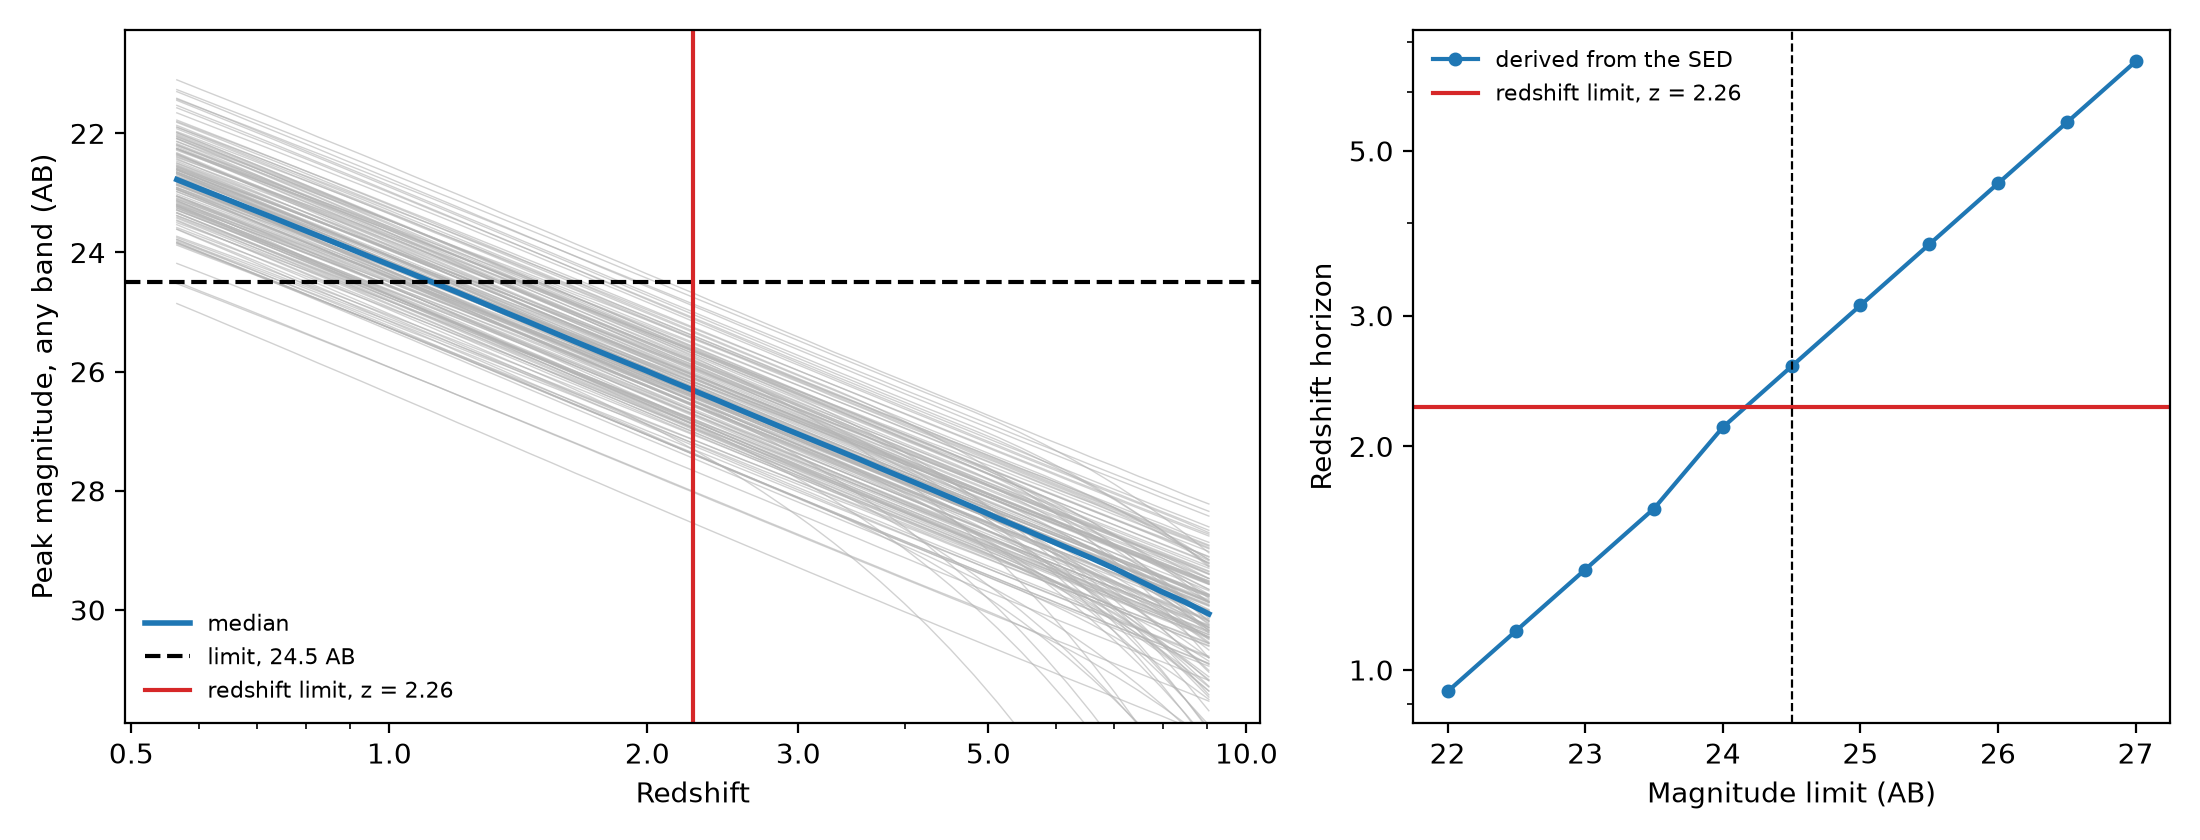 Peak magnitude, any band (AB)
22
24
26
28
30
median
limit, 24.5 AB
redshift limit, z = 2.26
0.5
1.0
2.0
3.0
5.0
10.0
Redshift
Redshift horizon
5.0
3.0
2.0
1.0
derived from the SED
redshift limit, z = 2.26
22
23
24
25
26
27
Magnitude limit (AB)